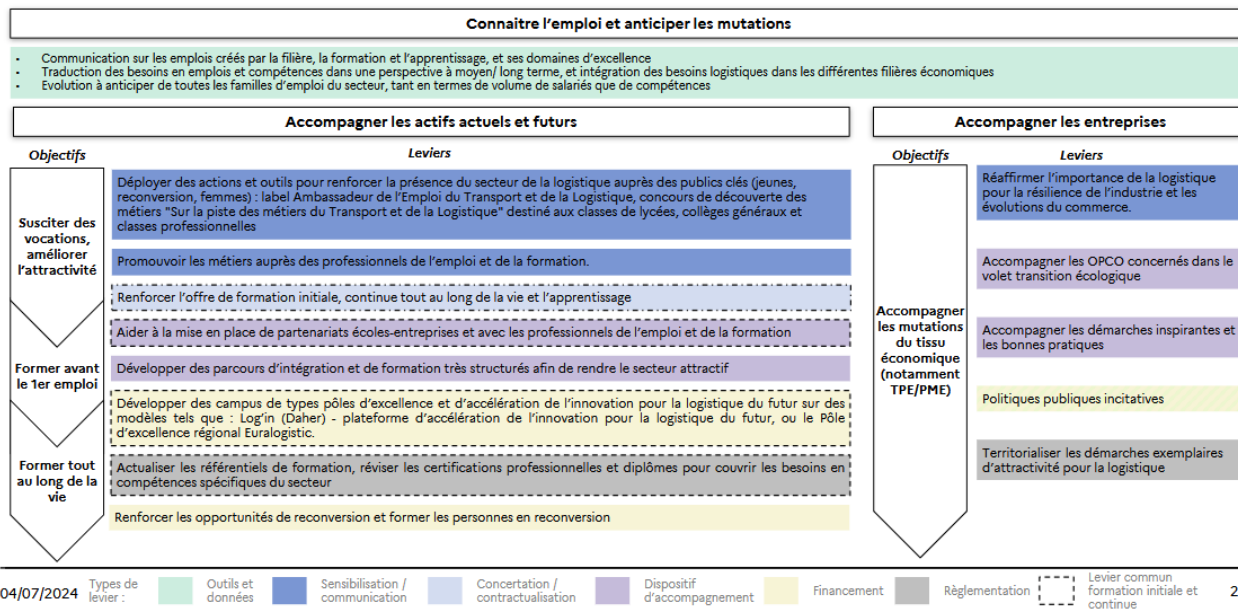 Connaitre l'emploi et anticiper les mutations
• Communication sur les emplois créés par la filière, la formation et l'apprentissage, et ses domaines d'excellence
• Traduction des besoins en emplois et compétences dans une perspective à moyen/ long terme, et intégration des besoins logistiques dans les différentes filières économiques
• Evolution à anticiper de toutes les familles d'emploi du secteur, tant en termes de volume de salariés que de compétences
Accompagner les actifs actuels et futurs
Objectifs
Leviers
Susciter des
vocations,
améliorer
l'attractivité
Former avant
le 1er emploi
Former tout
au long de la
vie
Déployer des actions et outils pour renforcer la présence du secteur de la logistique auprès des publics clés (jeunes,
reconversion, femmes) : label Ambassadeur de l'Emploi du Transport et de la Logistique, concours de découverte des
métiers "Sur la piste des métiers du Transport et de la Logistique" destiné aux classes de lycées, collèges généraux et
classes professionnelles
Promouvoir les métiers auprès des professionnels de l'emploi et de la formation.
Renforcer l'offre de formation initiale, continue tout au long de la vie et l'apprentissage
Aider à la mise en place de partenariats écoles-entreprises et avec les professionnels de l'emploi et de la formation
Développer des parcours d'intégration et de formation très structurés afin de rendre le secteur attractif
Développer des campus de types pôles d'excellence et d'accélération de l'innovation pour la logistique du futur sur des
modèles tels que : Log'in (Daher) - plateforme d'accélération de l'innovation pour la logistique du futur, ou le Pôle
d'excellence régional Euralogistic.
Actualiser les référentiels de formation, réviser les certifications professionnelles et diplômes pour couvrir les besoins en
compétences spécifiques du secteur
Renforcer les opportunités de reconversion et former les personnes en reconversion
Accompagner les entreprises
Objectifs
Leviers
Accompagner
les mutations
du tissu
économique
(notamment
TPE/PME)
Réaffirmer l'importance de la logistique
pour la résilience de l'industrie et les
évolutions du commerce.
Accompagner les OPCO concernés dans le
volet transition écologique
Accompagner les démarches inspirantes et
les bonnes pratiques
Politiques publiques incitatives
Territorialiser les démarches exemplaires
d'attractivité pour la logistique
04/07/2024
Types de
levier :
Outils et
données
Sensibilisation /
communication
Concertation /
contractualisation
Dispositif
d'accompagnement
Financement
Règlementation
Levier commun
formation initiale et
continue
2